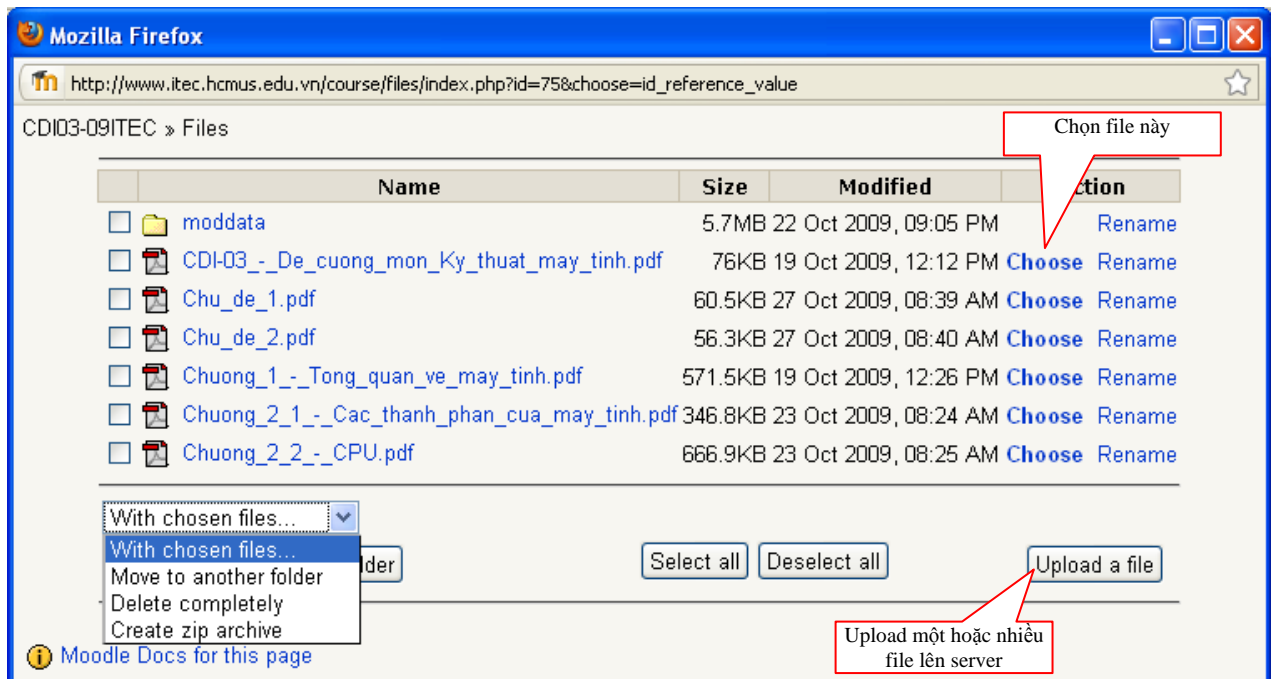 Mozilla Firefox
http://www.itec.hcmus.edu.vn/course/files/index.php?id=75&choose=id_reference_value
CDI03-09ITEC » Files
Chọn file này
Name Size Modified ction
moddata 5.7MB 22 Oct 2009, 09:05 PM Rename
CDI-03_-_De_cuong_mon_Ky_thuat_may_tinh.pdf 76KB 19 Oct 2009, 12:12 PM Choose Rename
Chu_de_1.pdf 60.5KB 27 Oct 2009, 08:39 AM Choose Rename
Chu_de_2.pdf 56.3KB 27 Oct 2009, 08:40 AM Choose Rename
Chuong_1_-_Tong_quan_ve_may_tinh.pdf 571.5KB 19 Oct 2009, 12:26 PM Choose Rename
Chuong_2_1_-_Cac_thanh_phan_cua_may_tinh.pdf 346.8KB 23 Oct 2009, 08:24 AM Choose Rename
Chuong_2_2_-_CPU.pdf 666.9KB 23 Oct 2009, 08:25 AM Choose Rename
With chosen files...
With chosen files...
Move to another folder
Delete completely
Create zip archive
lder Select all Deselect all Upload a file
Upload một hoặc nhiều
file lên server
Moodle Docs for this page